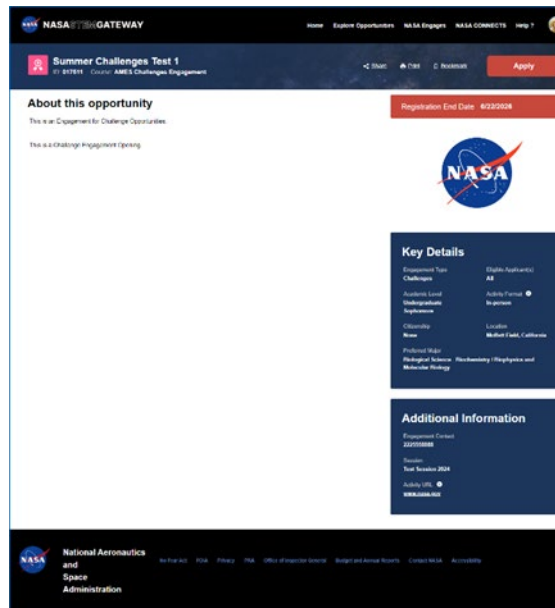 NASA STEM GATEWAY
Home Explore Opportunities NASA Engages NASA CONNECTS Help ?
Summer Challenges Test 1
ID: 017511 Course: AMES Challenges Engagement
Share Print Bookmark Apply
About this opportunity
This is an Engagement for Challenge Opportunities.
This is a Challenge Engagement Opening.
Registration End Date 6/22/2026
NASA
Key Details
Engagement Type
Challenges
Eligible Applicant(s)
All
Academic Level
Undergraduate
Sophomore
Activity Format
In-person
Citizenship
None
Location
Moffett Field, California
Preferred Major
Biological Science Biochemistry / Biophysics and
Molecular Biology
Additional Information
Engagement Contact
Session
Test Session 2024
Activity URL
www.nasa.gov
NASA
National Aeronautics
and
Space
Administration
No Fear Act FOIA Privacy Office of Inspector General Budget and Annual Reports Contact NASA Accessibility